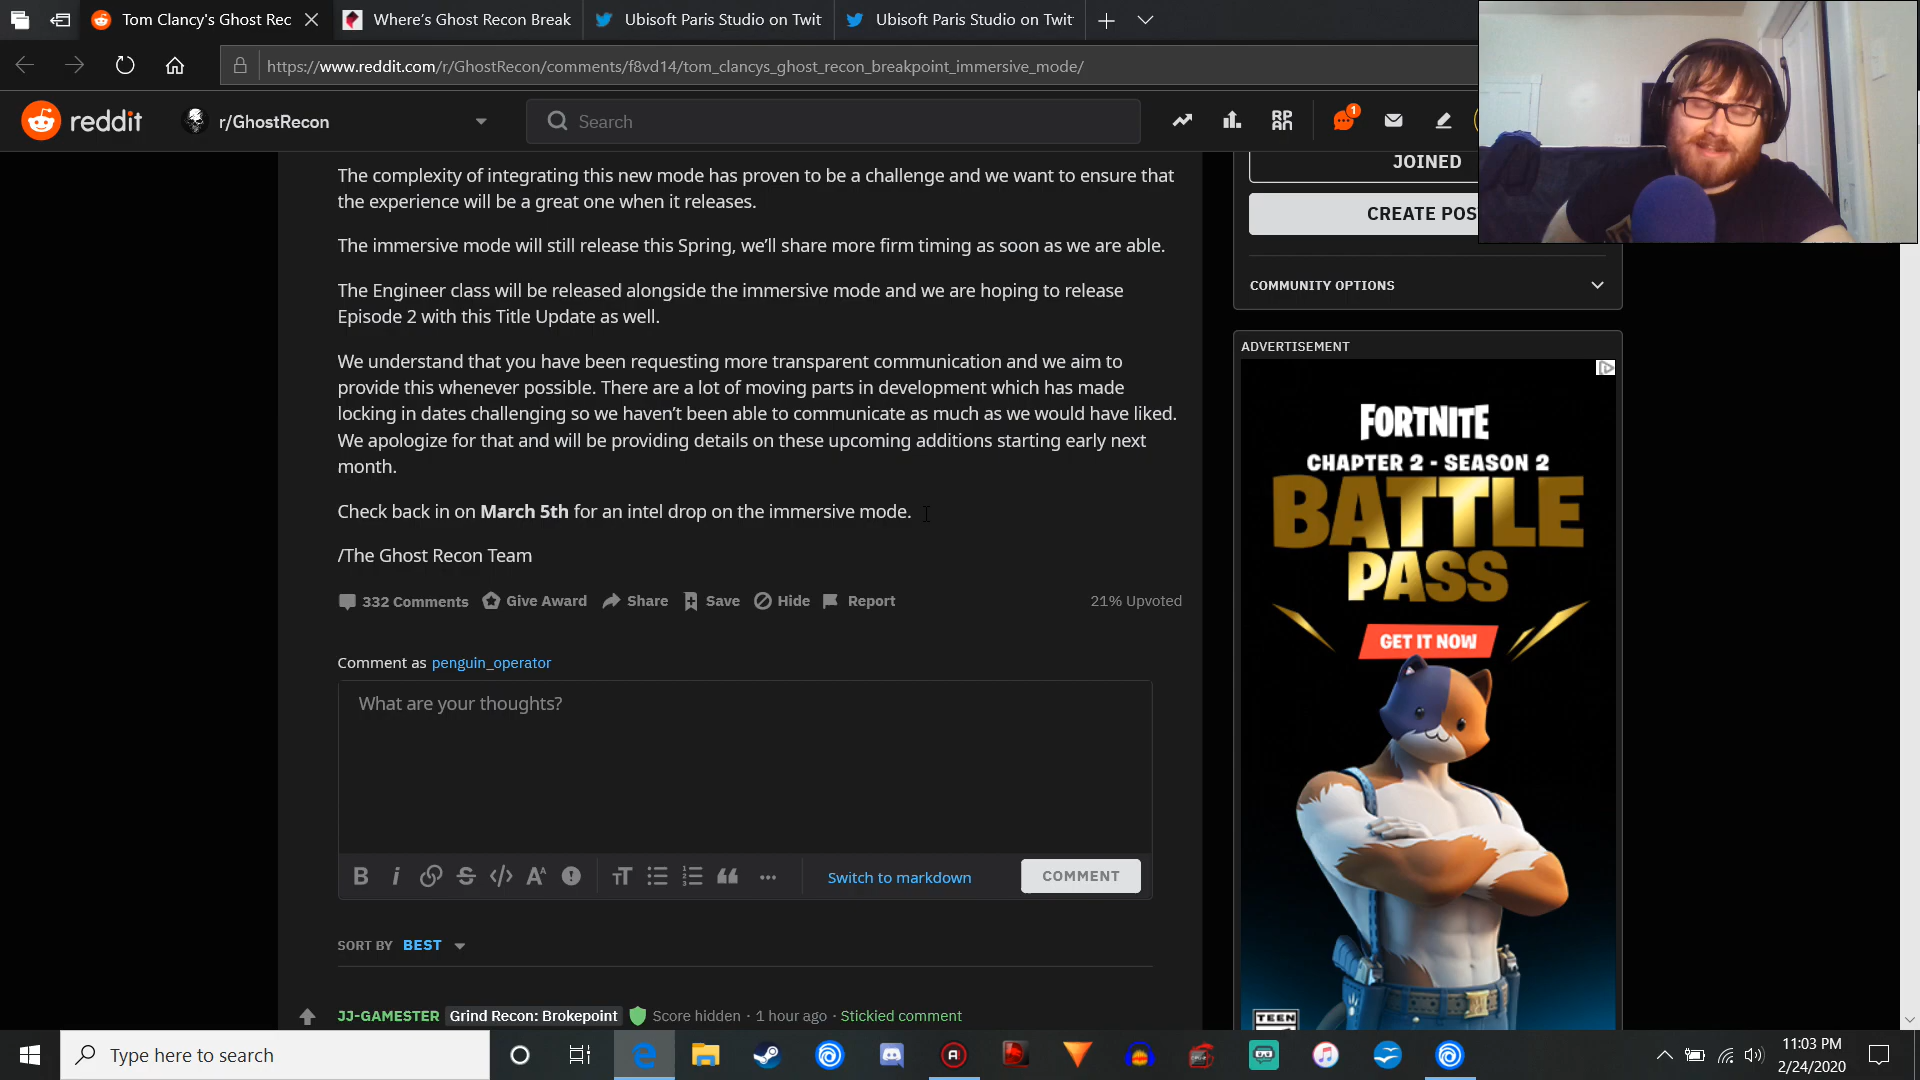 Tom Clancy's Ghost Rec
Where's Ghost Recon Break
Ubisoft Paris Studio on Twit
Ubisoft Paris Studio on Twit
https://www.reddit.com/r/GhostRecon/comments/f8vd14/tom_clancys_ghost_recon_breakpoint_immersive_mode/
reddit
r/GhostRecon
Search
RPAN
1
The complexity of integrating this new mode has proven to be a challenge and we want to ensure that
the experience will be a great one when it releases.
The immersive mode will still release this Spring, we'll share more firm timing as soon as we are able.
The Engineer class will be released alongside the immersive mode and we are hoping to release
Episode 2 with this Title Update as well.
We understand that you have been requesting more transparent communication and we aim to
provide this whenever possible. There are a lot of moving parts in development which has made
locking in dates challenging so we haven't been able to communicate as much as we would have liked.
We apologize for that and will be providing details on these upcoming additions starting early next
month.
Check back in on March 5th for an intel drop on the immersive mode.
/The Ghost Recon Team
332 Comments
Give Award
Share
Save
Hide
Report
21% Upvoted
Comment as penguin_operator
What are your thoughts?
Switch to markdown
COMMENT
SORT BY BEST
JJ-GAMESTER Grind Recon: Brokepoint Score hidden · 1 hour ago · Stickied comment
JOINED
CREATE POS
COMMUNITY OPTIONS
ADVERTISEMENT
FORTNITE
CHAPTER 2 - SEASON 2
BATTLE
PASS
GET IT NOW
TEEN
Type here to search
11:03 PM
2/24/2020